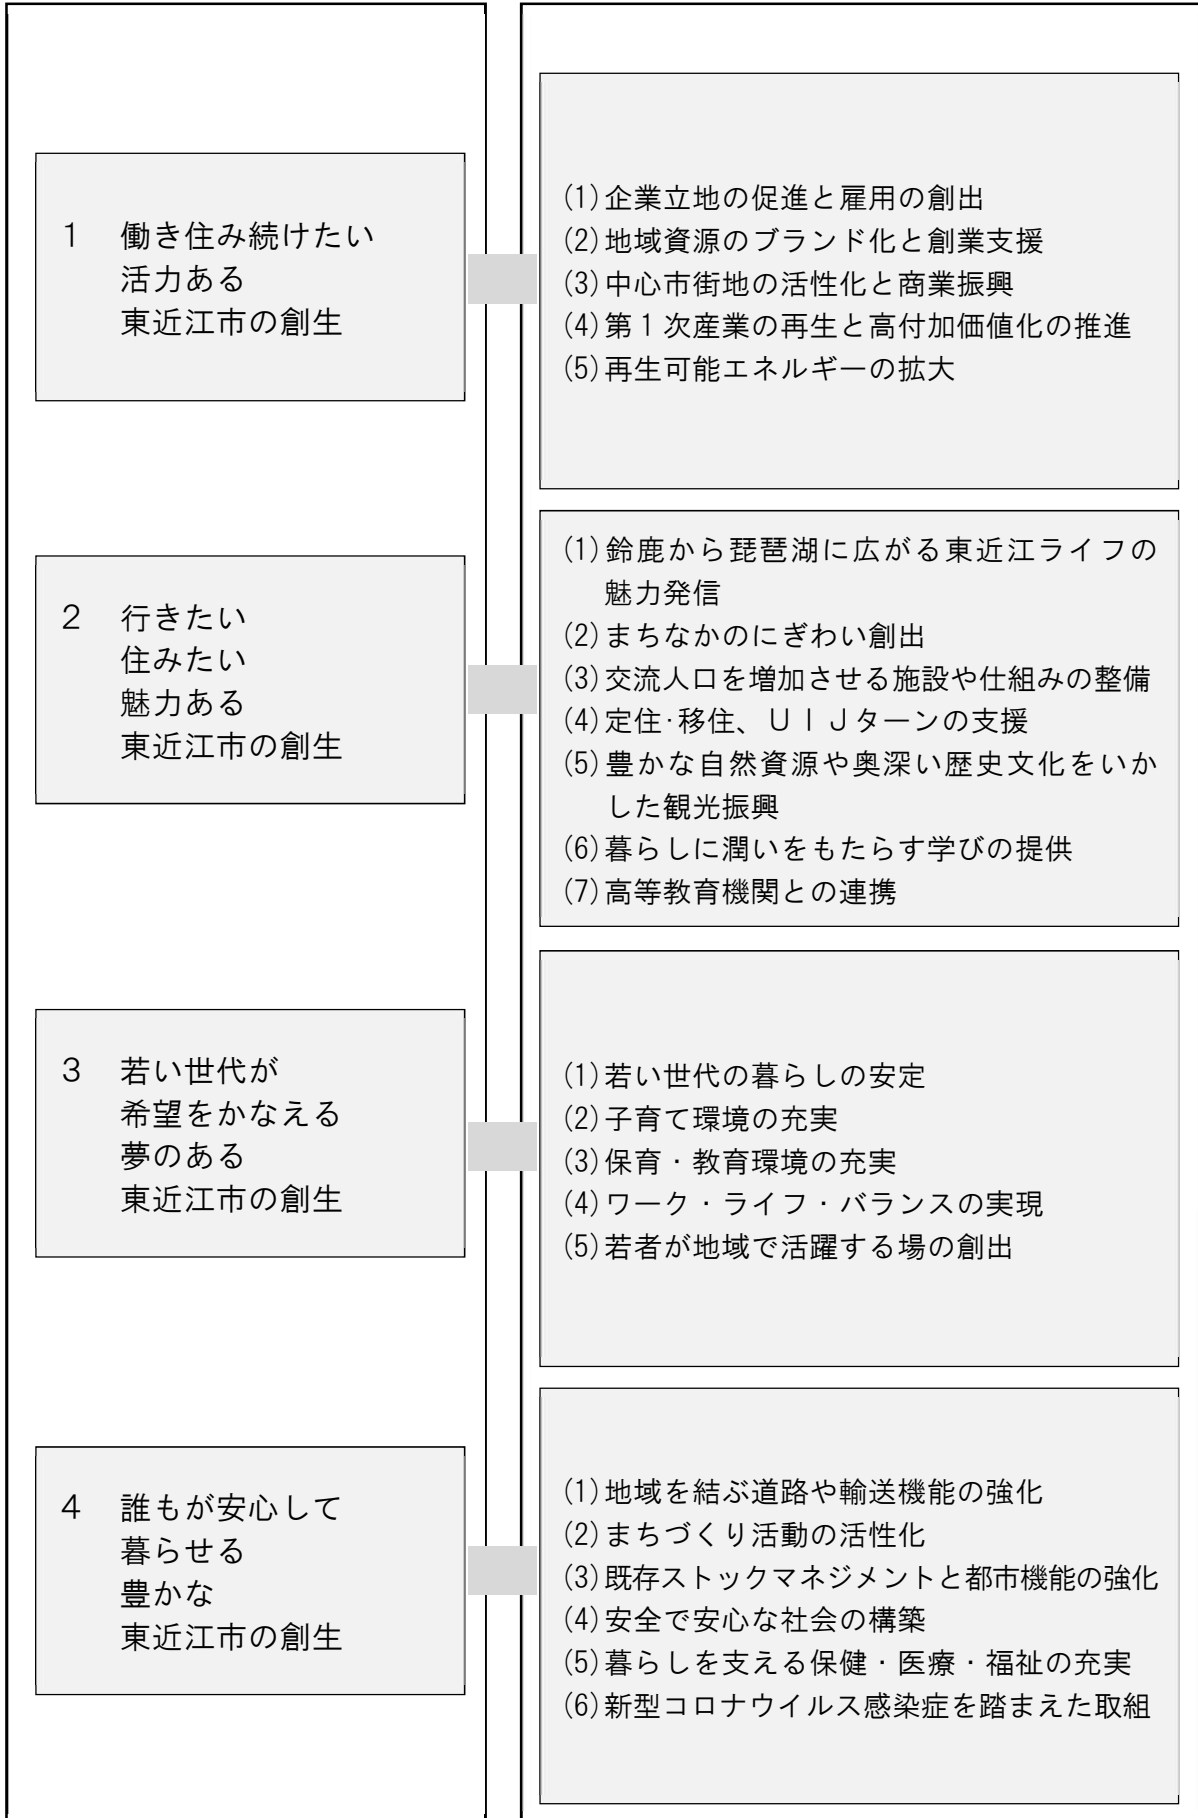 1 働き住み続けたい
活力ある
東近江市の創生
(1)企業立地の促進と雇用の創出
(2)地域資源のブランド化と創業支援
(3)中心市街地の活性化と商業振興
(4)第1次産業の再生と高付加価値化の推進
(5)再生可能エネルギーの拡大
2 行きたい
住みたい
魅力ある
東近江市の創生
(1)鈴鹿から琵琶湖に広がる東近江ライフの
魅力発信
(2)まちなかのにぎわい創出
(3)交流人口を増加させる施設や仕組みの整備
(4)定住・移住、UIJターンの支援
(5)豊かな自然資源や奥深い歴史文化をいか
した観光振興
(6)暮らしに潤いをもたらす学びの提供
(7)高等教育機関との連携
3 若い世代が
希望をかなえる
夢のある
東近江市の創生
(1)若い世代の暮らしの安定
(2)子育て環境の充実
(3)保育・教育環境の充実
(4)ワーク・ライフ・バランスの実現
(5)若者が地域で活躍する場の創出
4 誰もが安心して
暮らせる
豊かな
東近江市の創生
(1)地域を結ぶ道路や輸送機能の強化
(2)まちづくり活動の活性化
(3)既存ストックマネジメントと都市機能の強化
(4)安全で安心な社会の構築
(5)暮らしを支える保健・医療・福祉の充実
(6)新型コロナウイルス感染症を踏まえた取組